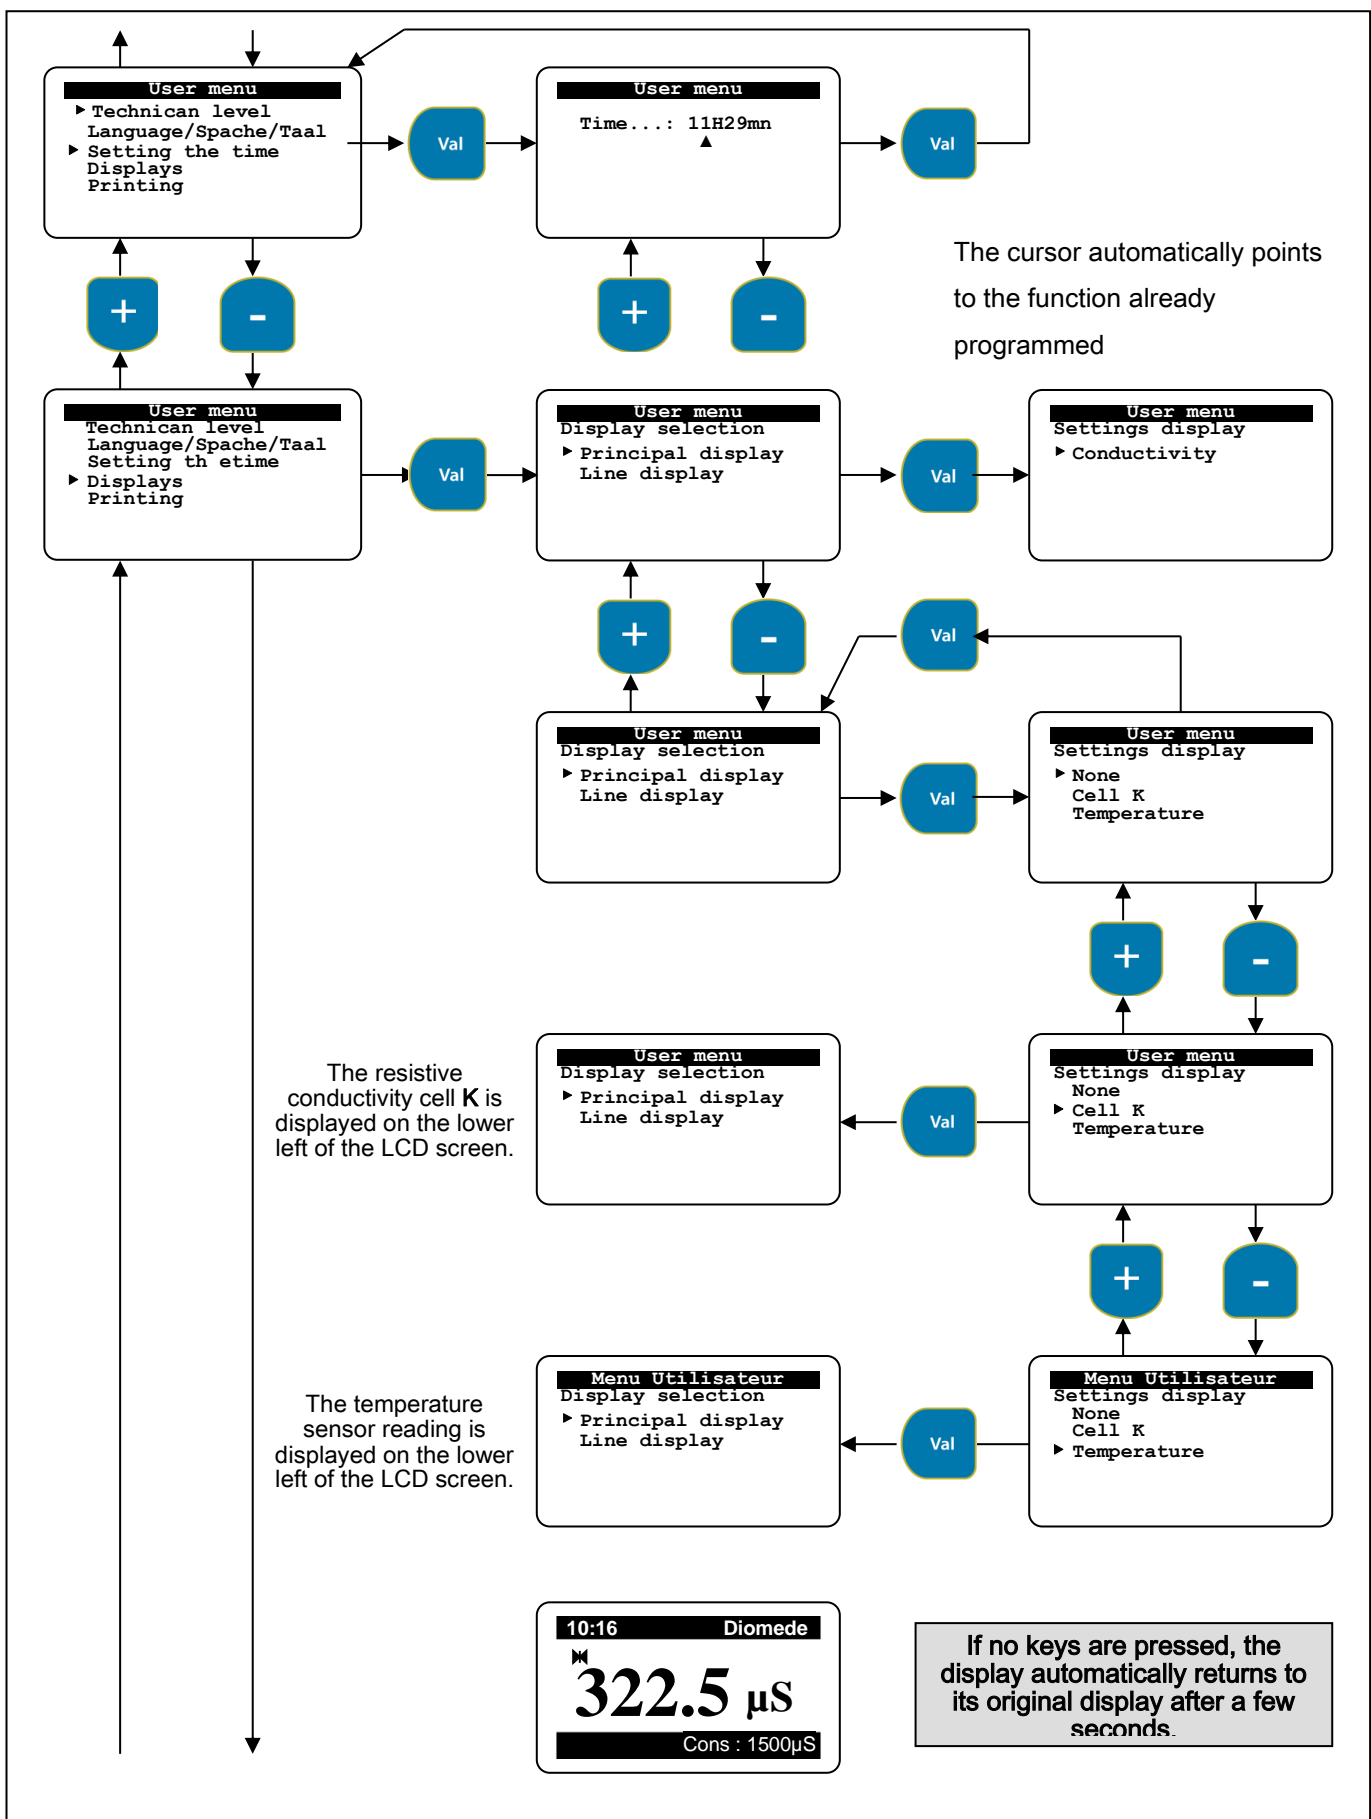 User menu
Technican level
Language/Spache/Taal
Setting the time
Displays
Printing
Val
User menu
Time...: 11H29mn
Val
+
-
+
-
The cursor automatically points
to the function already
programmed
User menu
Technican level
Language/Spache/Taal
Setting th etime
Displays
Printing
Val
User menu
Display selection
Principal display
Line display
Val
User menu
Settings display
Conductivity
+
-
Val
User menu
Display selection
Principal display
Line display
Val
User menu
Settings display
None
Cell K
Temperature
+
-
The resistive
conductivity cell K is
displayed on the lower
left of the LCD screen.
User menu
Display selection
Principal display
Line display
Val
User menu
Settings display
None
Cell K
Temperature
+
-
The temperature
sensor reading is
displayed on the lower
left of the LCD screen.
Menu Utilisateur
Display selection
Principal display
Line display
Val
Menu Utilisateur
Settings display
None
Cell K
Temperature
10:16 Diomede
322.5 µS
Cons : 1500µS
If no keys are pressed, the
display automatically returns to
its original display after a few
seconds.